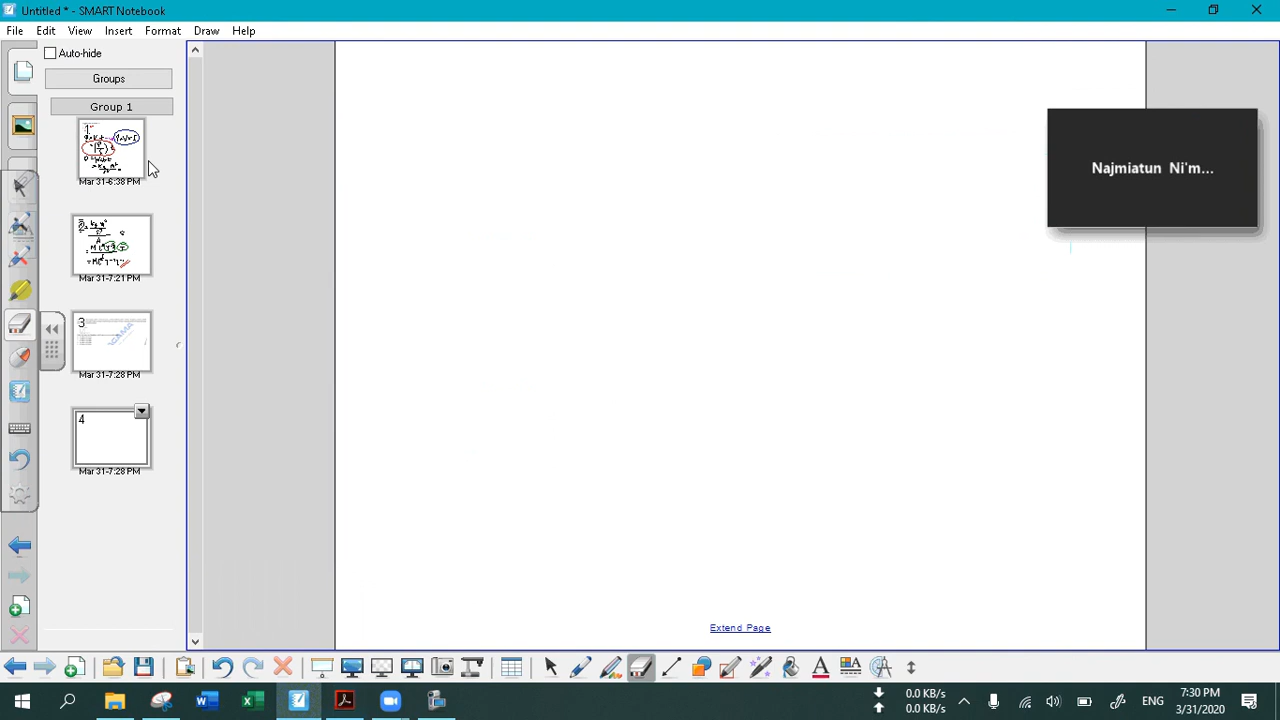 Untitled * - SMART Notebook
File Edit View Insert Format Draw Help
Auto-hide
Groups
Group 1
1
Mar 31-6:38 PM
Mar 31-7:21 PM
3
Mar 31-7:28 PM
4
Mar 31-7:28 PM
Najmiatun Ni'm...
Extend Page
0.0 KB/s
0.0 KB/s
ENG
7:30 PM
3/31/2020